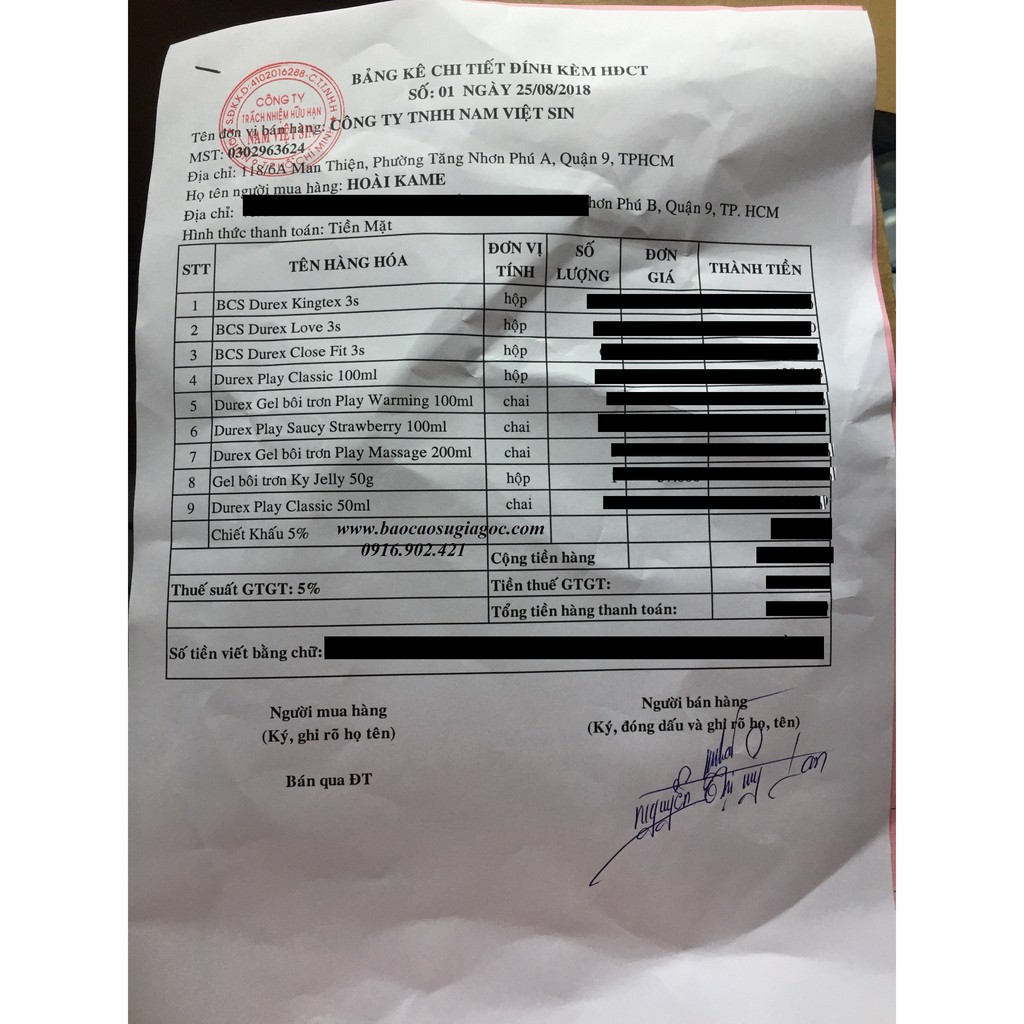 BẢNG KÊ CHI TIẾT ĐÍNH KÈM HĐCT
SỐ: 01 NGÀY 25/08/2018
S.ĐKKD:4102016288-C.T.TNHH
CÔNG TY
TRÁCH NHIỆM HỮU HẠN
NAM VIỆT SIN
Tên đơn vị bán hàng: CÔNG TY TNHH NAM VIỆT SIN
MST: 0302963624
Địa chỉ: 118/6A Man Thiện, Phường Tăng Nhơn Phú A, Quận 9, TPHCM
Họ tên người mua hàng: HOÀI KAME
Địa chỉ: hơn Phú B, Quận 9, TP. HCM
Hình thức thanh toán: Tiền Mặt
STT TÊN HÀNG HÓA ĐƠN VỊ TÍNH SỐ LƯỢNG ĐƠN GIÁ THÀNH TIỀN
1 BCS Durex Kingtex 3s hộp
2 BCS Durex Love 3s hộp
3 BCS Durex Close Fit 3s hộp
4 Durex Play Classic 100ml hộp
5 Durex Gel bôi trơn Play Warming 100ml chai
6 Durex Play Saucy Strawberry 100ml chai
7 Durex Gel bôi trơn Play Massage 200ml chai
8 Gel bôi trơn Ky Jelly 50g hộp
9 Durex Play Classic 50ml chai
Chiết Khấu 5% www.baocaosugiagoc.com
0916.902.421
Cộng tiền hàng
Thuế suất GTGT: 5% Tiền thuế GTGT:
Tổng tiền hàng thanh toán:
Số tiền viết bằng chữ:
Người mua hàng Người bán hàng
(Ký, ghi rõ họ tên) (Ký, đóng dấu và ghi rõ họ, tên)
Bán qua ĐT
Nguyễn Thị